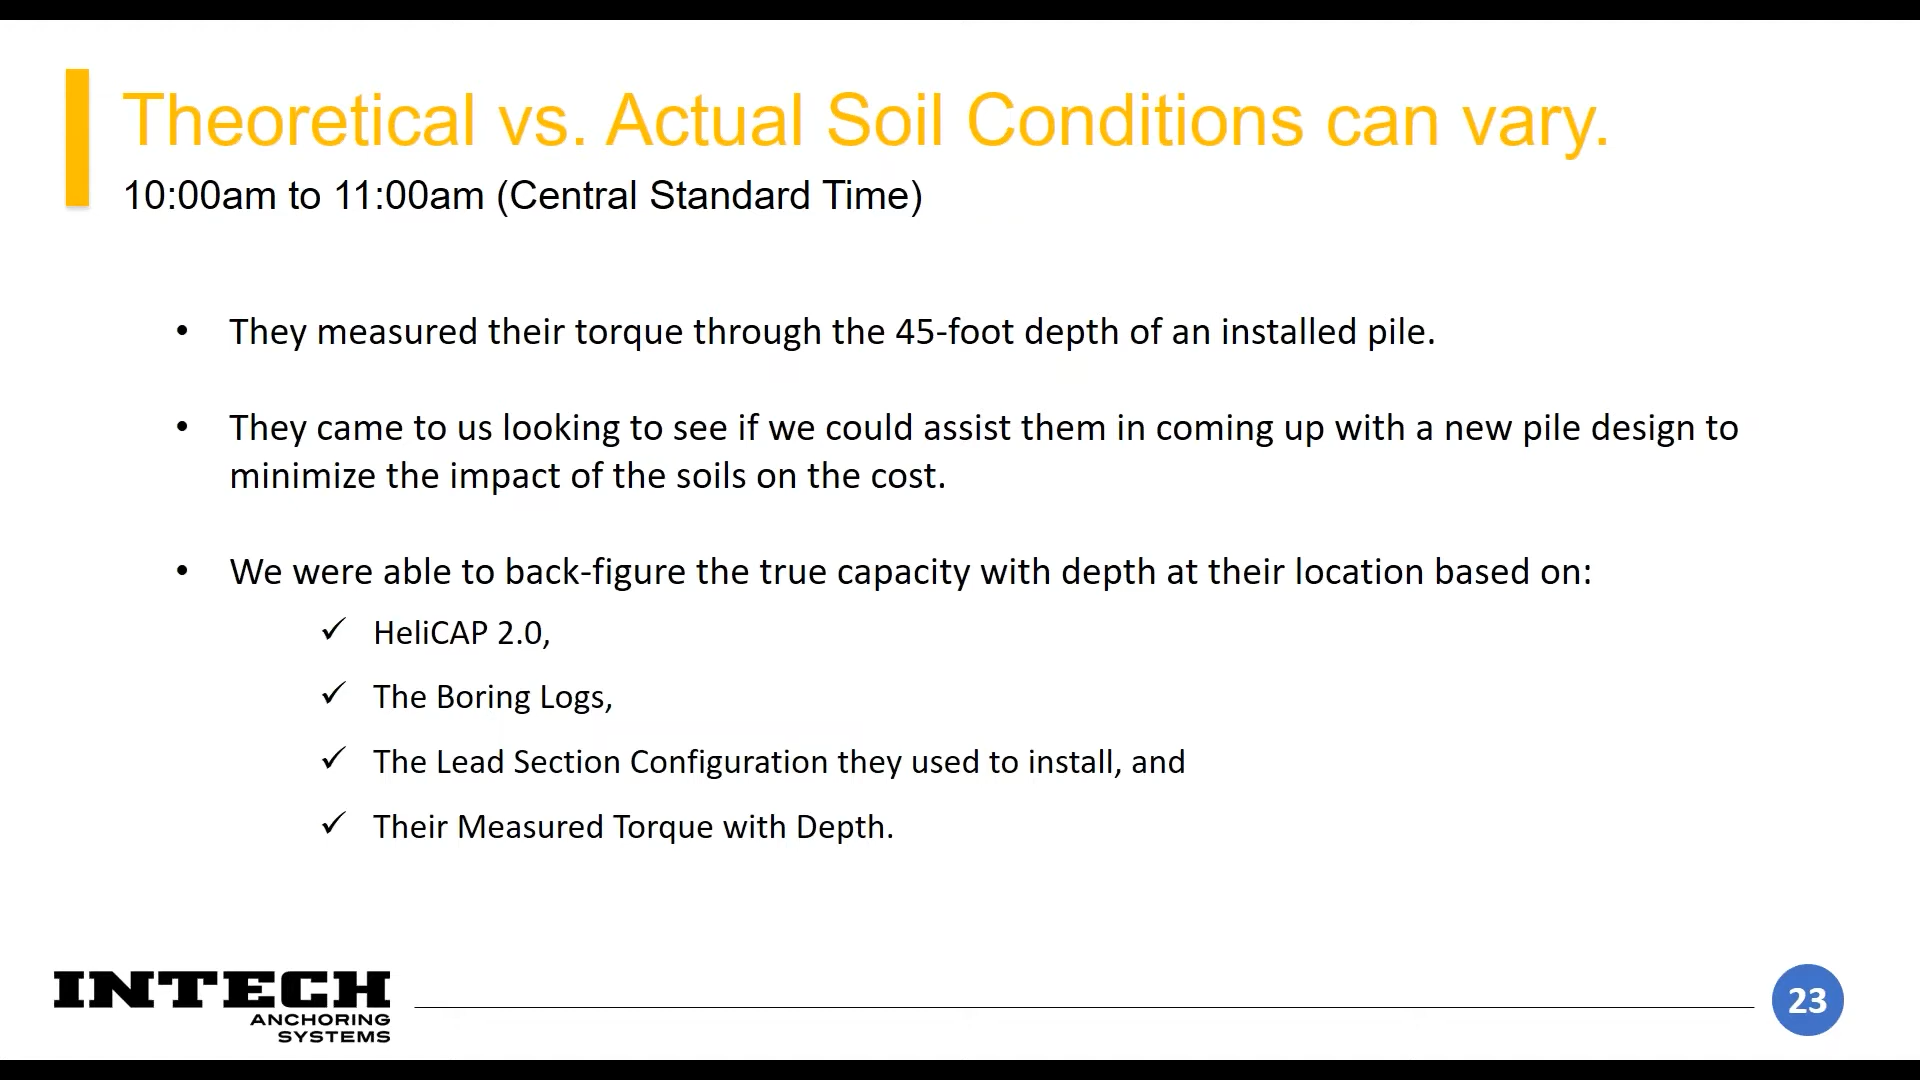 Theoretical vs. Actual Soil Conditions can vary.
10:00am to 11:00am (Central Standard Time)
• They measured their torque through the 45-foot depth of an installed pile.
• They came to us looking to see if we could assist them in coming up with a new pile design to
minimize the impact of the soils on the cost.
• We were able to back-figure the true capacity with depth at their location based on:
✓ HeliCAP 2.0,
✓ The Boring Logs,
✓ The Lead Section Configuration they used to install, and
✓ Their Measured Torque with Depth.
INTECH
ANCHORING
SYSTEMS
23